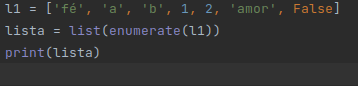 l1 = ['fé', 'a', 'b', 1, 2, 'amor', False]
lista = list(enumerate(l1))
print(lista)